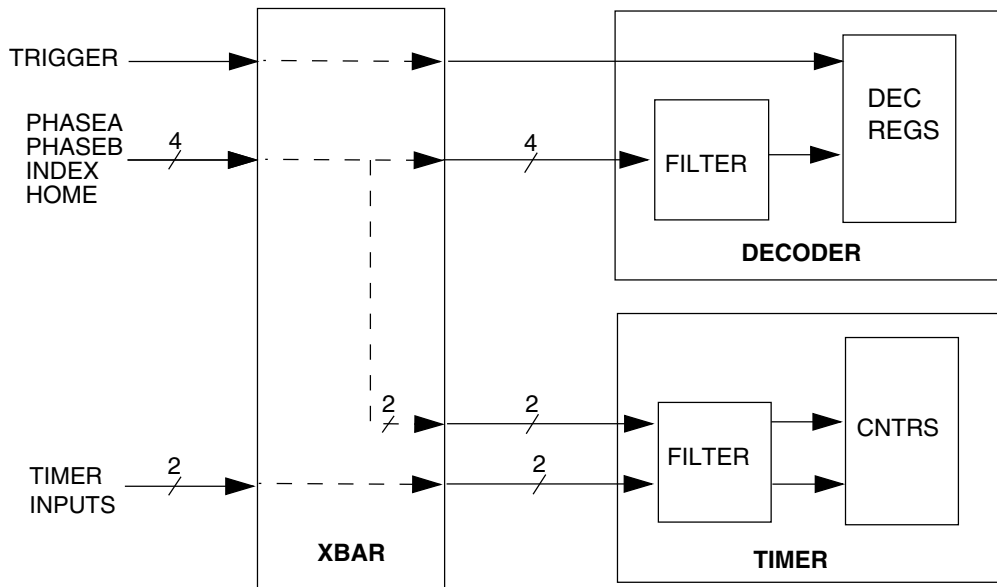 TRIGGER
PHASEA
PHASEB
INDEX
HOME
4
4
FILTER
DEC
REGS
DECODER
2
2
2
2
TIMER
INPUTS
FILTER
CNTRS
XBAR
TIMER